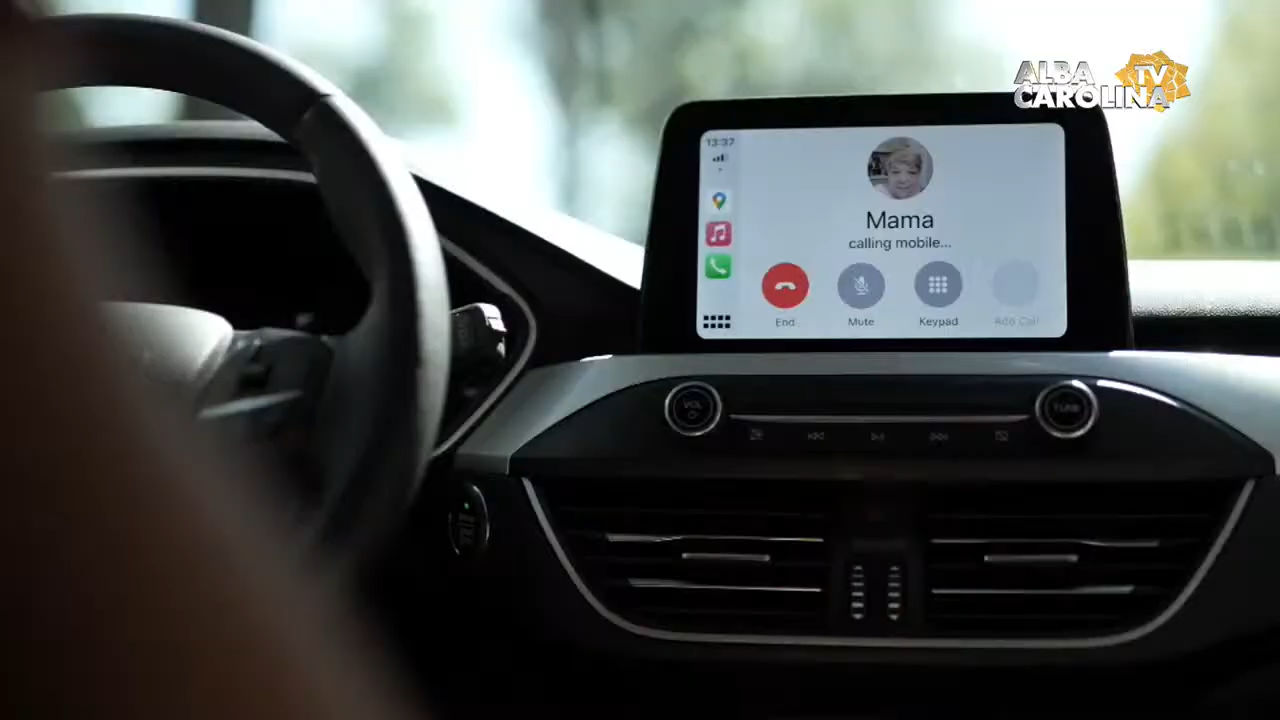 ALBA
CAROLINA
TV
13:37
Mama
calling mobile...
End
Mute
Keypad
Add Call
VOL
TUNE